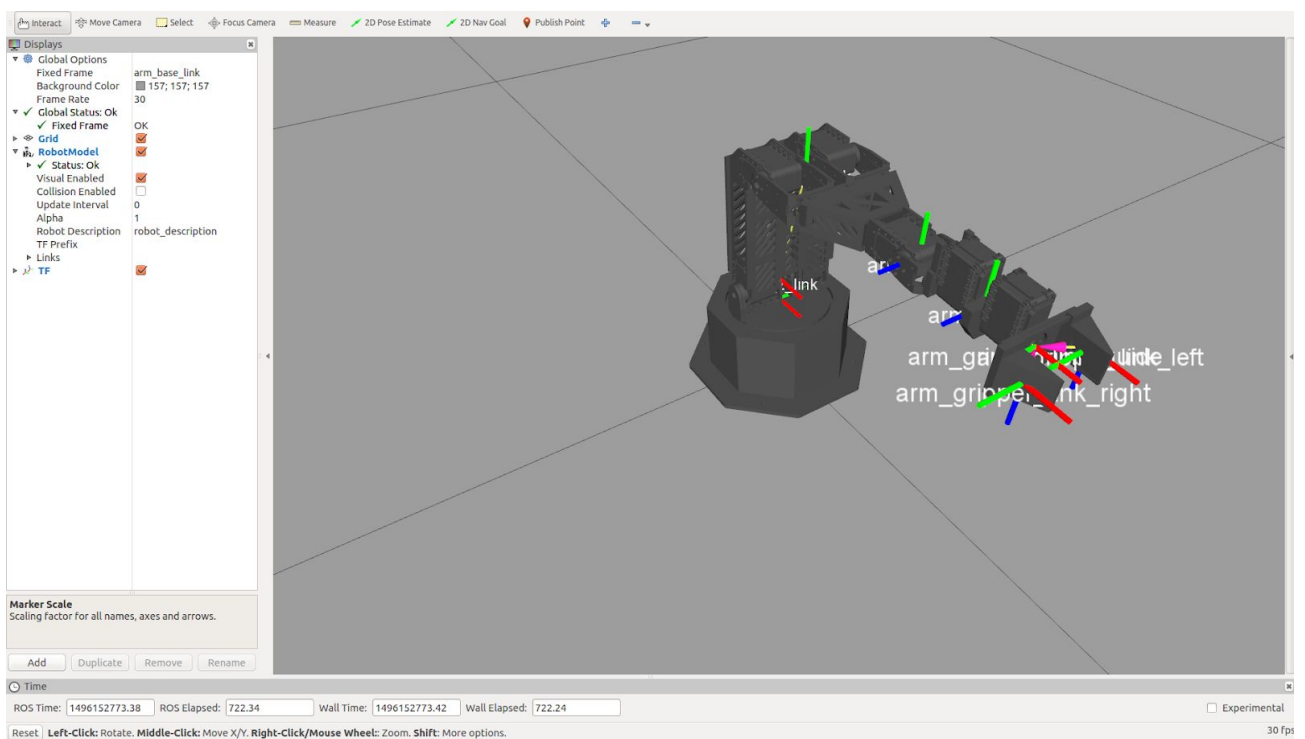 Interact Move Camera Select Focus Camera Measure 2D Pose Estimate 2D Nav Goal Publish Point
Displays
Global Options
Fixed Frame arm_base_link
Background Color 157; 157; 157
Frame Rate 30
Global Status: Ok
Fixed Frame OK
Grid
RobotModel
Status: Ok
Visual Enabled
Collision Enabled
Update Interval 0
Alpha 1
Robot Description robot_description
TF Prefix
Links
TF
arm_gripper_link_right
Marker Scale
Scaling factor for all names, axes and arrows.
Add Duplicate Remove Rename
Time
ROS Time: 1496152773.38 ROS Elapsed: 722.34 Wall Time: 1496152773.42 Wall Elapsed: 722.24 Experimental
Reset Left-Click: Rotate. Middle-Click: Move X/Y. Right-Click/Mouse Wheel:: Zoom. Shift: More options. 30 fps